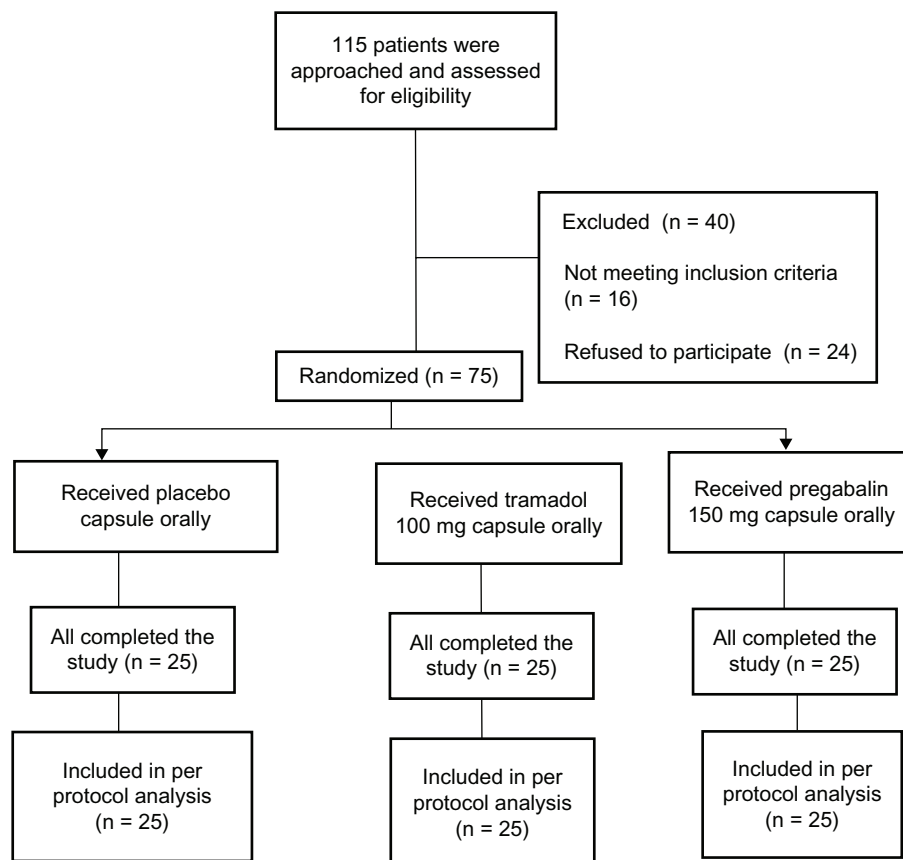 115 patients were
approached and assessed
for eligibility
Excluded (n = 40)
Not meeting inclusion criteria
(n = 16)
Refused to participate (n = 24)
Randomized (n = 75)
Received placebo
capsule orally
Received tramadol
100 mg capsule orally
Received pregabalin
150 mg capsule orally
All completed the
study (n = 25)
All completed the
study (n = 25)
All completed the
study (n = 25)
Included in per
protocol analysis
(n = 25)
Included in per
protocol analysis
(n = 25)
Included in per
protocol analysis
(n = 25)